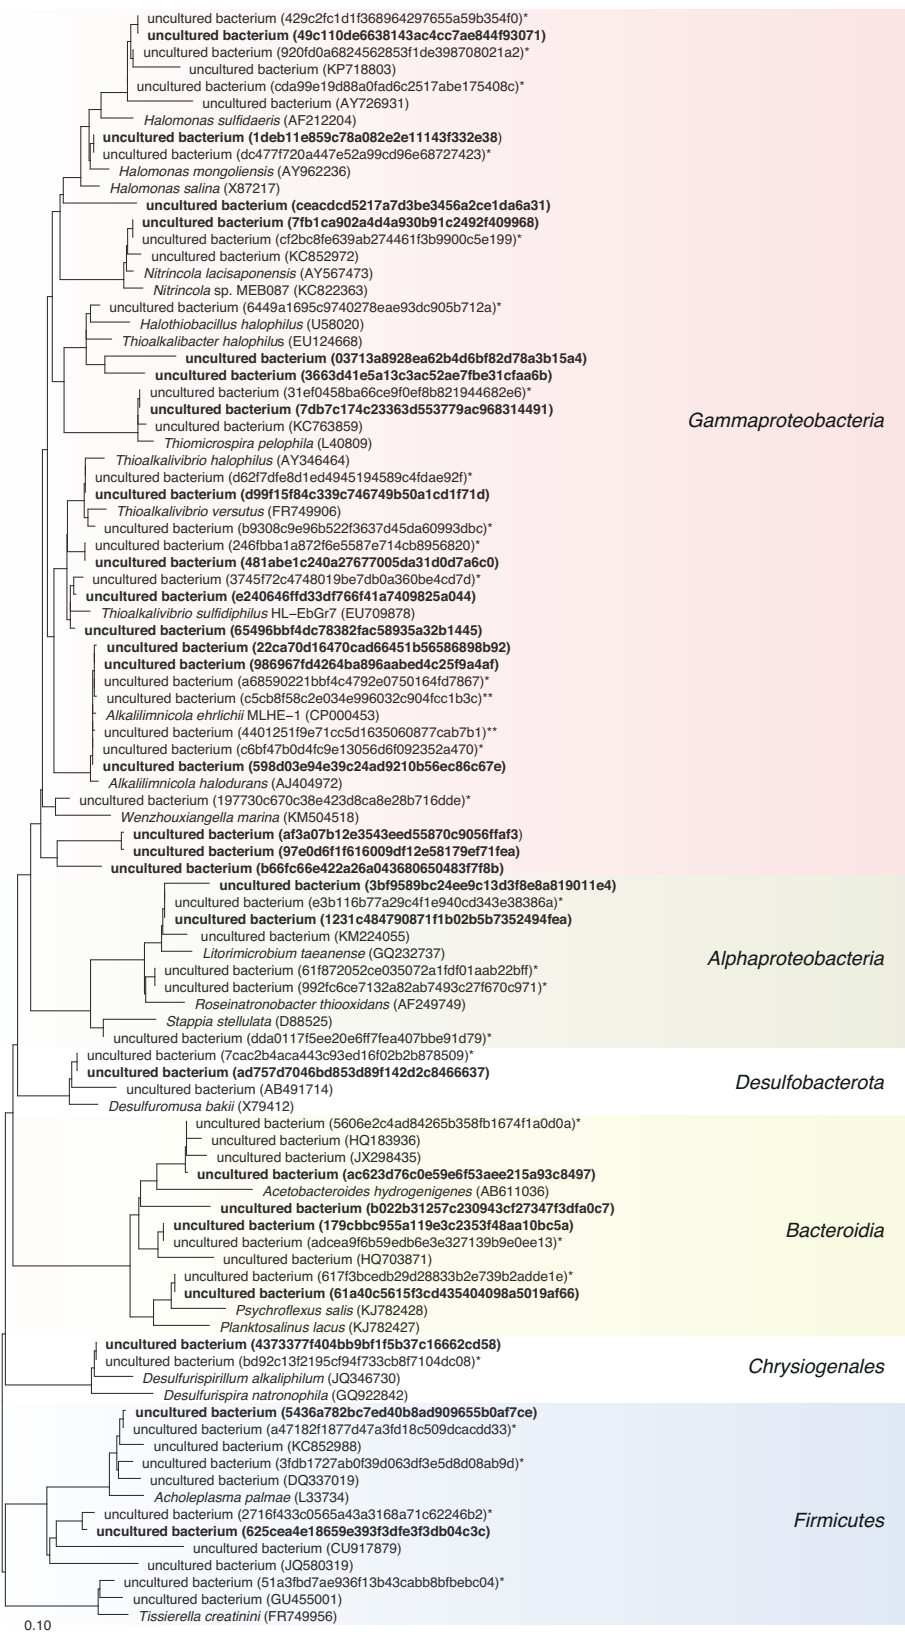 uncultured bacterium (429c2fc1d1f368964297655a59b354f0)*
uncultured bacterium (49c110de6638143ac4cc7ae844f93071)
uncultured bacterium (920fd0a6824562853f1de398708021a2)*
uncultured bacterium (KP718803)
uncultured bacterium (cda99e19d88a0fad6c2517abe175408c)*
uncultured bacterium (AY726931)
Halomonas sulfidaeris (AF212204)
uncultured bacterium (1deb11e859c78a082e2e11143f332e38)
uncultured bacterium (dc477f720a447e52a99cd96e68727423)*
Halomonas mongoliensis (AY962236)
Halomonas salina (X87217)
uncultured bacterium (ceacdcd5217a7d3be3456a2ce1da6a31)
uncultured bacterium (7fb1ca902a4d4a930b91c2492f409968)
uncultured bacterium (cf2bc8fe639ab274461f3b9900c5e199)*
uncultured bacterium (KC852972)
Nitrincola lacisaponensis (AY567473)
Nitrincola sp. MEB087 (KC822363)
uncultured bacterium (6449a1695c9740278eae93dc905b712a)*
Halothiobacillus halophilus (U58020)
Thioalkalibacter halophilus (EU124668)
uncultured bacterium (03713a8928ea62b4d6bf82d78a3b15a4)
uncultured bacterium (3663d41e5a13c3ac52ae7fbe31cfaa6b)
uncultured bacterium (31ef0458ba66ce9f0ef8b821944682e6)*
uncultured bacterium (7db7c174c23363d553779ac968314491)
Gammaproteobacteria
uncultured bacterium (KC763859)
Thiomicrospira pelophila (L40809)
Thioalkalivibrio halophilus (AY346464)
uncultured bacterium (d62f7dfe8d1ed4945194589c4fdae92f)*
uncultured bacterium (d99f15f84c339c746749b50a1cd1f71d)
Thioalkalivibrio versutus (FR749906)
uncultured bacterium (b9308c9e96b522f3637d45da60993dbc)*
uncultured bacterium (246fbba1a872f6e5587e714cb8956820)*
uncultured bacterium (481abe1c240a27677005da31d0d7a6c0)
uncultured bacterium (3745f72c4748019be7db0a360be4cd7d)*
uncultured bacterium (e240646ffd33df766f41a7409825a044)
Thioalkalivibrio sulfidiphilus HL−EbGr7 (EU709878)
uncultured bacterium (65496bbf4dc78382fac58935a32b1445)
uncultured bacterium (22ca70d16470cad66451b56586898b92)
uncultured bacterium (986967fd4264ba896aabed4c25f9a4af)
uncultured bacterium (a68590221bbf4c4792e0750164fd7867)*
uncultured bacterium (c5cb8f58c2e034e996032c904fcc1b3c)**
Alkalilimnicola ehrlichii MLHE−1 (CP000453)
uncultured bacterium (4401251f9e71cc5d1635060877cab7b1)**
uncultured bacterium (c6bf47b0d4fc9e13056d6f092352a470)*
uncultured bacterium (598d03e94e39c24ad9210b56ec86c67e)
Alkalilimnicola halodurans (AJ404972)
uncultured bacterium (197730c670c38e423d8ca8e28b716dde)*
Wenzhouxiangella marina (KM504518)
uncultured bacterium (af3a07b12e3543eed55870c9056ffaf3)
uncultured bacterium (97e0d6f1f616009df12e58179ef71fea)
uncultured bacterium (b66fc66e422a26a043680650483f7f8b)
uncultured bacterium (3bf9589bc24ee9c13d3f8e8a819011e4)
uncultured bacterium (e3b116b77a29c4f1e940cd343e38386a)*
uncultured bacterium (1231c484790871f1b02b5b7352494fea)
uncultured bacterium (KM224055)
Litorimicrobium taeanense (GQ232737)
Alphaproteobacteria
uncultured bacterium (61f872052ce035072a1fdf01aab22bff)*
uncultured bacterium (992fc6ce7132a82ab7493c27f670c971)*
Roseinatronobacter thiooxidans (AF249749)
Stappia stellulata (D88525)
uncultured bacterium (dda0117f5ee20e6ff7fea407bbe91d79)*
uncultured bacterium (7cac2b4aca443c93ed16f02b2b878509)*
uncultured bacterium (ad757d7046bd853d89f142d2c8466637)
Desulfobacterota
uncultured bacterium (AB491714)
Desulfuromusa bakii (X79412)
uncultured bacterium (5606e2c4ad84265b358fb1674f1a0d0a)*
uncultured bacterium (HQ183936)
uncultured bacterium (JX298435)
uncultured bacterium (ac623d76c0e59e6f53aee215a93c8497)
Acetobacteroides hydrogenigenes (AB611036)
uncultured bacterium (b022b31257c230943cf27347f3dfa0c7)
uncultured bacterium (179cbbc955a119e3c2353f48aa10bc5a)
Bacteroidia
uncultured bacterium (adcea9f6b59edb6e3e327139b9e0ee13)*
uncultured bacterium (HQ703871)
uncultured bacterium (617f3bcedb29d28833b2e739b2adde1e)*
uncultured bacterium (61a40c5615f3cd435404098a5019af66)
Psychroflexus salis (KJ782428)
Planktosalinus lacus (KJ782427)
uncultured bacterium (4373377f404bb9bf1f5b37c16662cd58)
uncultured bacterium (bd92c13f2195cf94f733cb8f7104dc08)*
Chrysiogenales
Desulfurispirillum alkaliphilum (JQ346730)
Desulfurispira natronophila (GQ922842)
uncultured bacterium (5436a782bc7ed40b8ad909655b0af7ce)
uncultured bacterium (a47182f1877d47a3fd18c509dcacdd33)*
uncultured bacterium (KC852988)
uncultured bacterium (3fdb1727ab0f39d063df3e5d8d08ab9d)*
uncultured bacterium (DQ337019)
Acholeplasma palmae (L33734)
uncultured bacterium (2716f433c0565a43a3168a71c62246b2)*
Firmicutes
uncultured bacterium (625cea4e18659e393f3dfe3f3db04c3c)
uncultured bacterium (CU917879)
uncultured bacterium (JQ580319)
uncultured bacterium (51a3fbd7ae936f13b43cabb8bfbebc04)*
uncultured bacterium (GU455001)
Tissierella creatinini (FR749956)
0.10